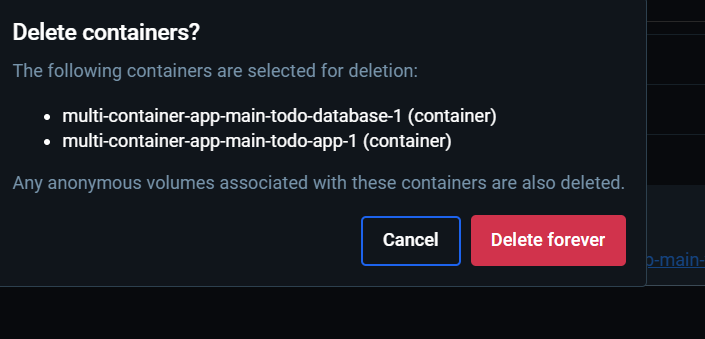 Delete containers?
The following containers are selected for deletion:
• multi-container-app-main-todo-database-1 (container)
• multi-container-app-main-todo-app-1 (container)
Any anonymous volumes associated with these containers are also deleted.
Cancel
Delete forever
-main-